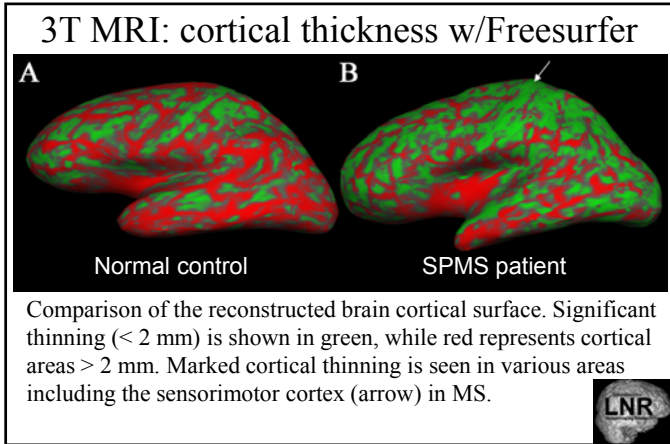 3T MRI: cortical thickness w/Freesurfer
A
B
Normal control
SPMS patient
Comparison of the reconstructed brain cortical surface. Significant
thinning (< 2 mm) is shown in green, while red represents cortical
areas > 2 mm. Marked cortical thinning is seen in various areas
including the sensorimotor cortex (arrow) in MS.
LNR